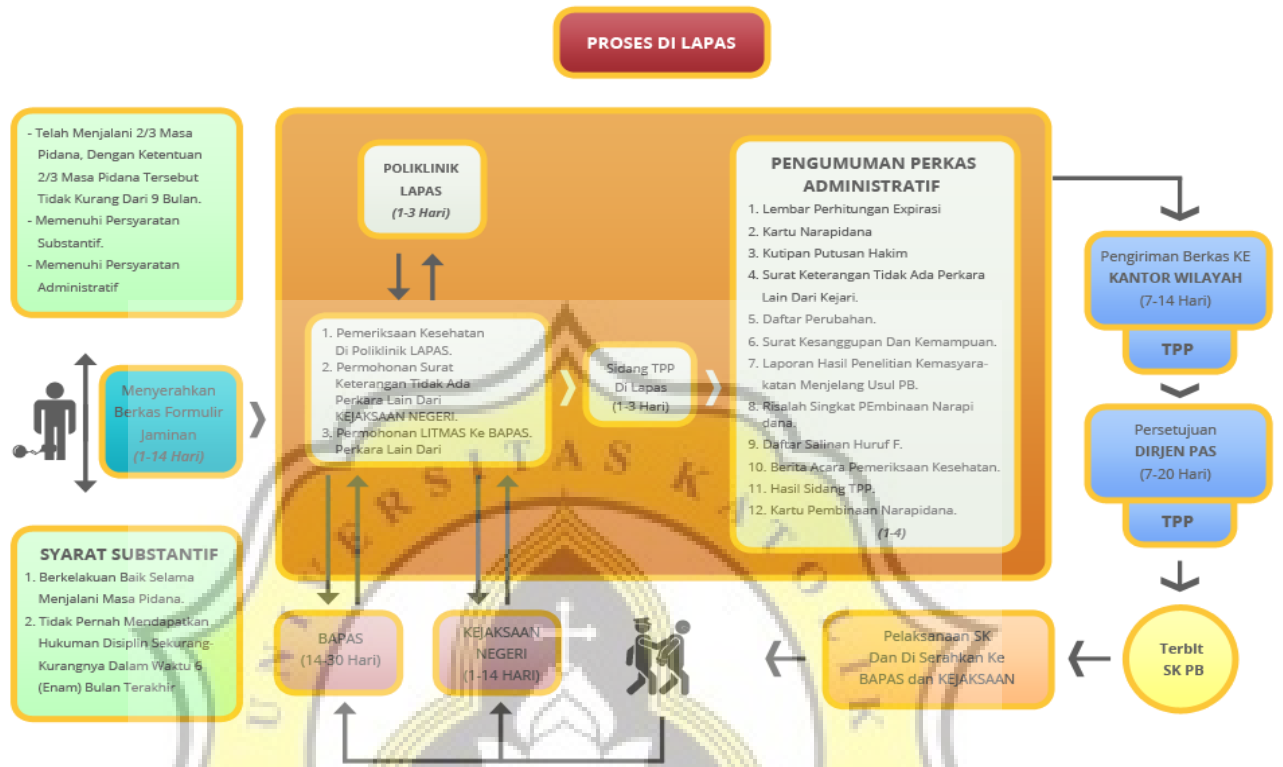 PROSES DI LAPAS
- Telah Menjalani 2/3 Masa
Pidana, Dengan Ketentuan
2/3 Masa Pidana Tersebut
Tidak Kurang Dari 9 Bulan.
- Memenuhi Persyaratan
Substantif.
- Memenuhi Persyaratan
Administratif
Menyerahkan
Berkas Formulir
Jaminan
(1-14 Hari)
SYARAT SUBSTANTIF
1. Berkelakuan Baik Selama
Menjalani Masa Pidana.
2. Tidak Pernah Mendapatkan
Hukuman Disiplin Sekurang-
Kurangnya Dalam Waktu 6
(Enam) Bulan Terakhir
POLIKLINIK
LAPAS
(1-3 Hari)
1. Pemeriksaan Kesehatan
Di Poliklinik LAPAS.
2. Permohonan Surat
Keterangan Tidak Ada
Perkara Lain Dari
KEJAKSAAN NEGERI.
3. Permohonan LITMAS Ke BAPAS.
Perkara Lain Dari
Sidang TPP
Di Lapas
(1-3 Hari)
PENGUMUMAN PERKAS
ADMINISTRATIF
1. Lembar Perhitungan Expirasi
2. Kartu Narapidana
3. Kutipan Putusan Hakim
4. Surat Keterangan Tidak Ada Perkara
Lain Dari Kejari.
5. Daftar Perubahan.
6. Surat Kesanggupan Dan Kemampuan.
7. Laporan Hasil Penelitian Kemasyara-
katan Menjelang Usul PB.
8. Risalah Singkat PEmbinaan Narapi
dana.
9. Daftar Salinan Huruf F.
10. Berita Acara Pemeriksaan Kesehatan.
11. Hasil Sidang TPP.
12. Kartu Pembinaan Narapidana.
(1-4)
Pengiriman Berkas KE
KANTOR WILAYAH
(7-14 Hari)
TPP
Persetujuan
DIRJEN PAS
(7-20 Hari)
TPP
Terbit
SK PB
Pelaksanaan SK
Dan Di Serahkan Ke
BAPAS dan KEJAKSAAN
BAPAS
(14-30 Hari)
KEJAKSAAN
NEGERI
(1-14 HARI)
UNIVERSITAS KATOLIK